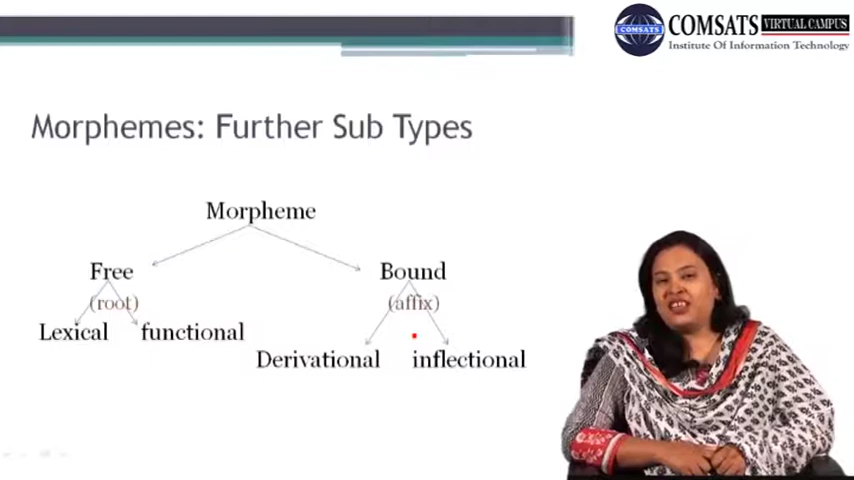 COMSATS
COMSATS VIRTUAL CAMPUS
Institute Of Information Technology
Morphemes: Further Sub Types
Morpheme
Free Bound
(root) (affix)
Lexical functional
Derivational inflectional